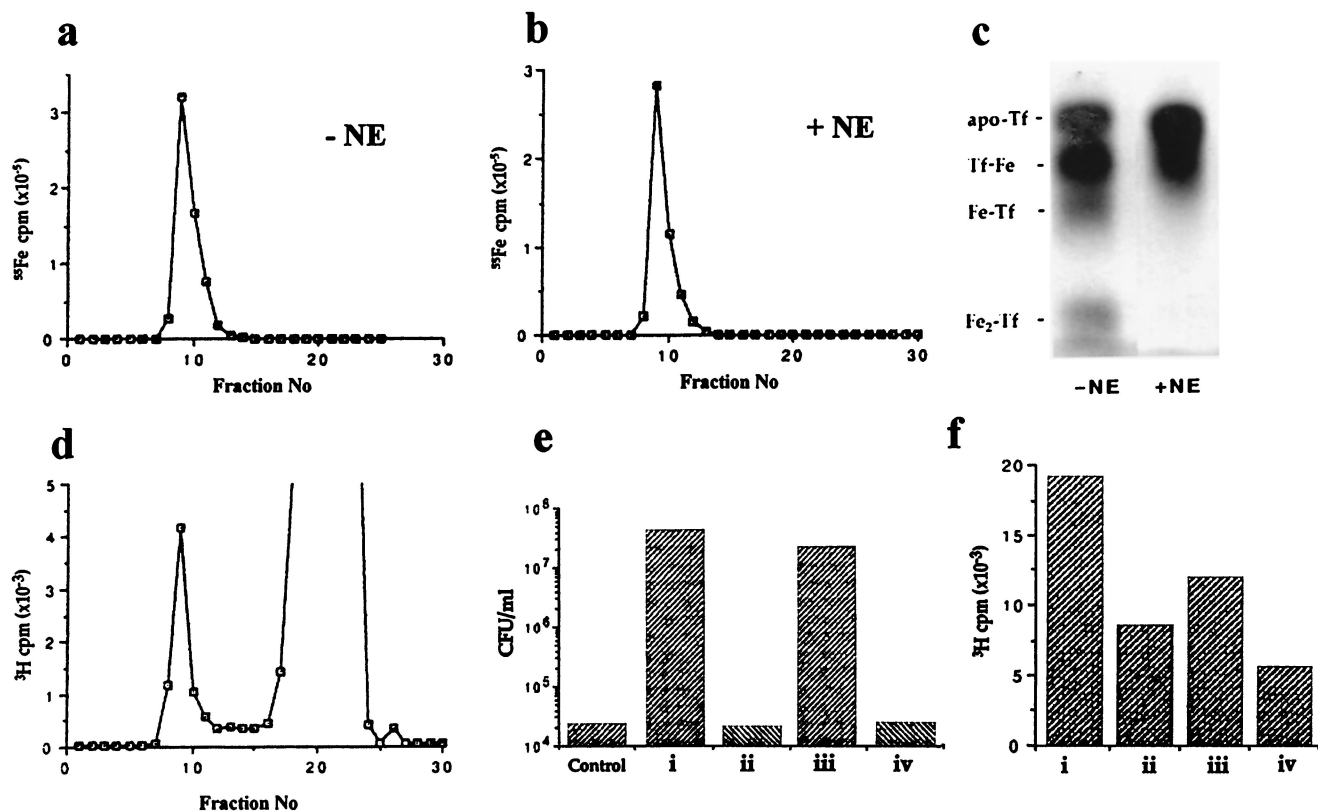 a
⁵⁵Fe cpm (x10⁻⁵)
3
2
1
0
- NE
0 10 20 30
Fraction No
b
⁵⁵Fe cpm (x10⁻⁵)
3
2
1
0
+ NE
0 10 20 30
Fraction No
c
apo-Tf -
Tf-Fe -
Fe-Tf -
Fe₂-Tf -
-NE +NE
d
³H cpm (x10⁻³)
5
4
3
2
1
0
0 10 20 30
Fraction No
e
CFU/ml
10⁸
10⁷
10⁶
10⁵
10⁴
Control i ii iii iv
f
³H cpm (x10⁻³)
20
15
10
5
0
i ii iii iv